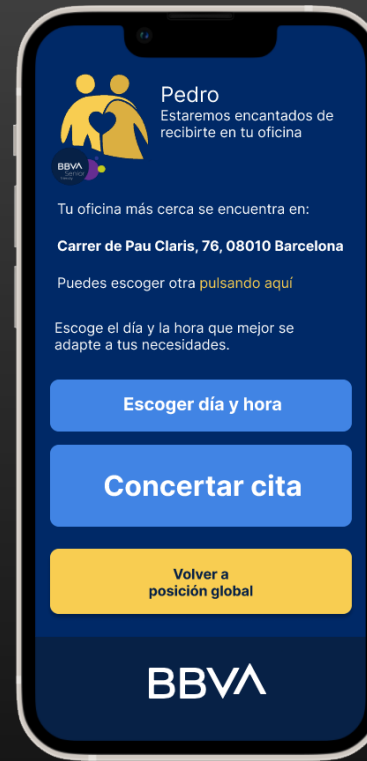 Pedro
Estaremos encantados de
recibirte en tu oficina
BBVA
Senior
Tu oficina más cerca se encuentra en:
Carrer de Pau Claris, 76, 08010 Barcelona
Puedes escoger otra pulsando aquí
Escoge el día y la hora que mejor se
adapte a tus necesidades.
Escoger día y hora
Concertar cita
Volver a
posición global
BBVA